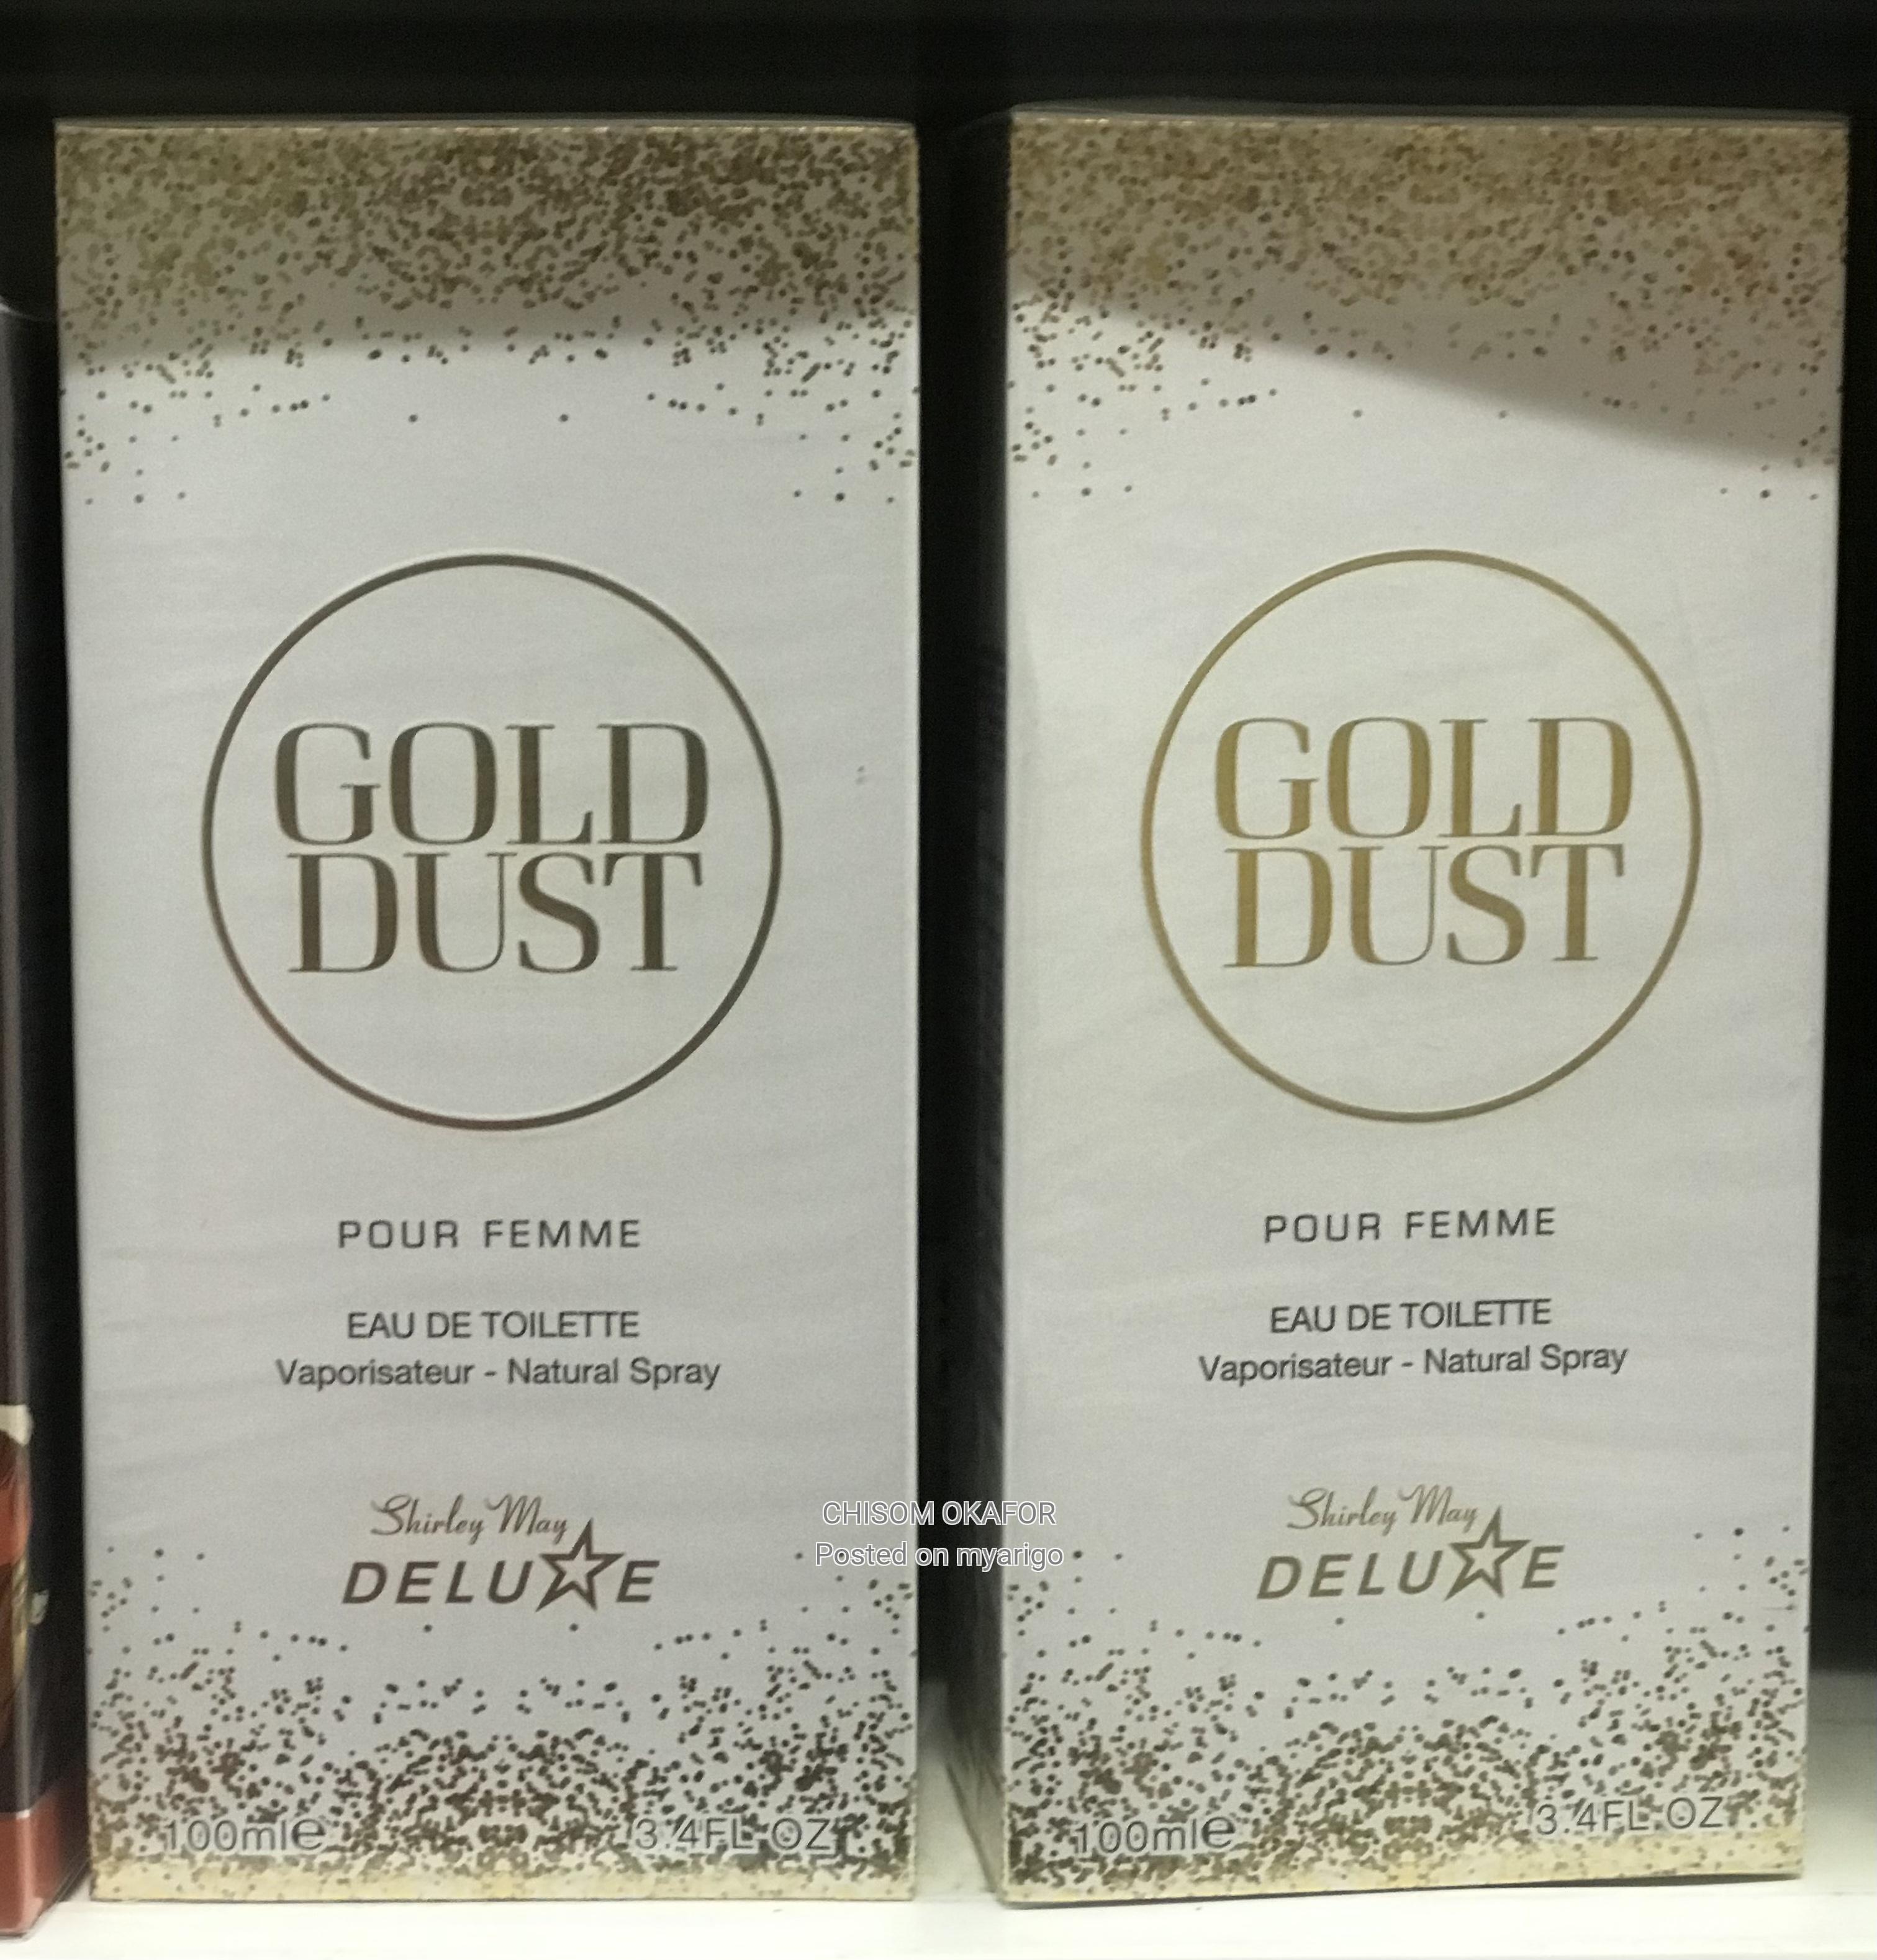 GOLD
DUST
POUR FEMME
EAU DE TOILETTE
Vaporisateur - Natural Spray
Shirley May
DELUXE
100ml℮ 3.4FL OZ
GOLD
DUST
POUR FEMME
EAU DE TOILETTE
Vaporisateur - Natural Spray
Shirley May
DELUXE
100ml℮ 3.4FL OZ
CHISOM OKAFOR
Posted on myarigo